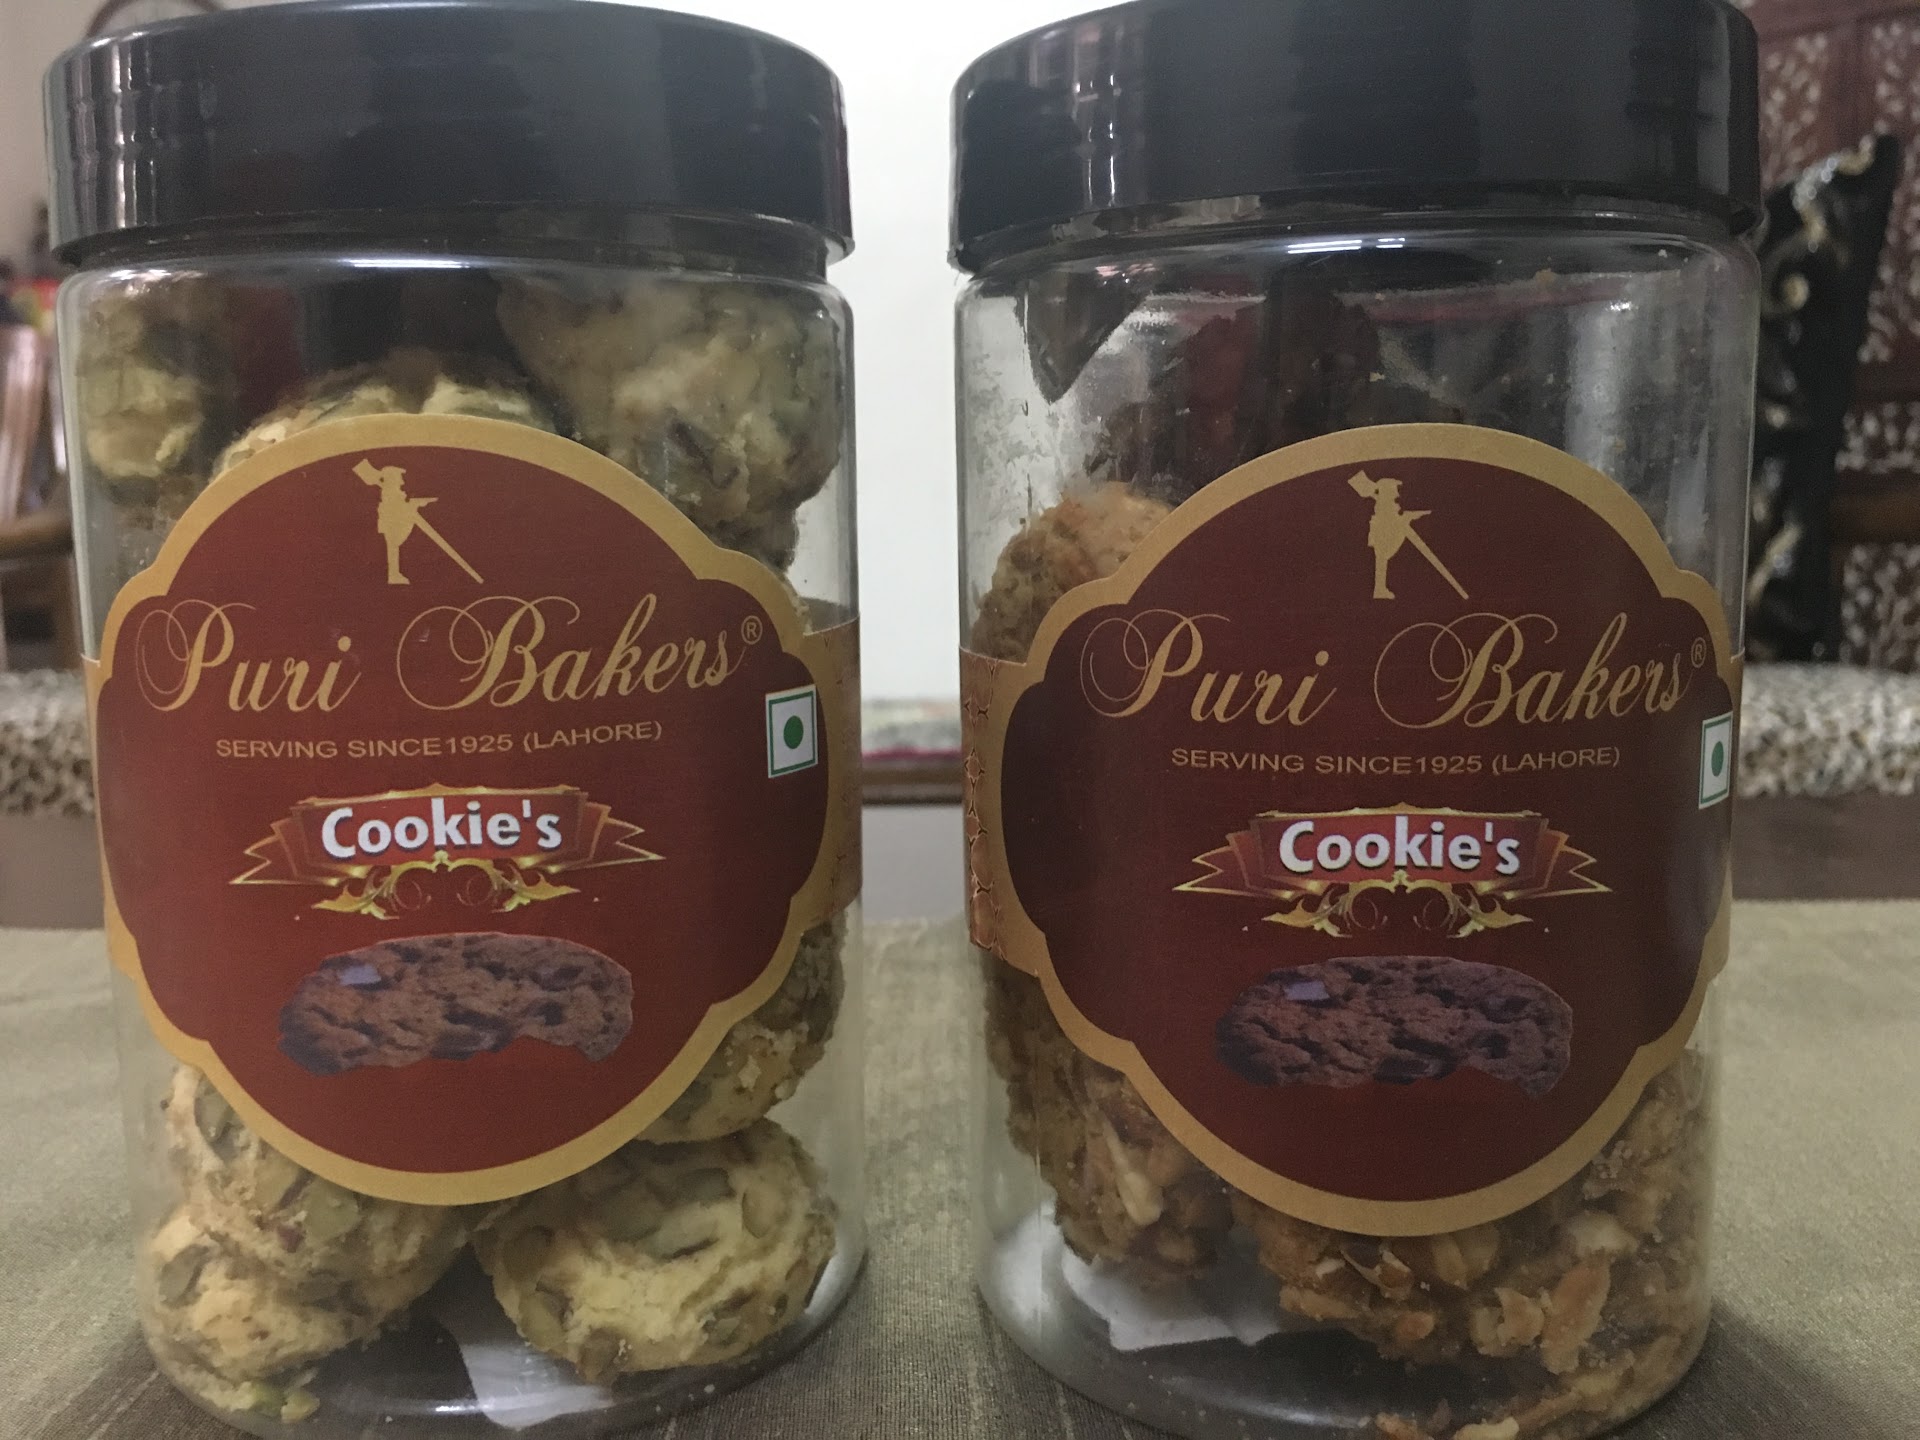 Puri Bakers®
SERVING SINCE1925 (LAHORE)
Cookie's
Puri Bakers®
SERVING SINCE1925 (LAHORE)
Cookie's